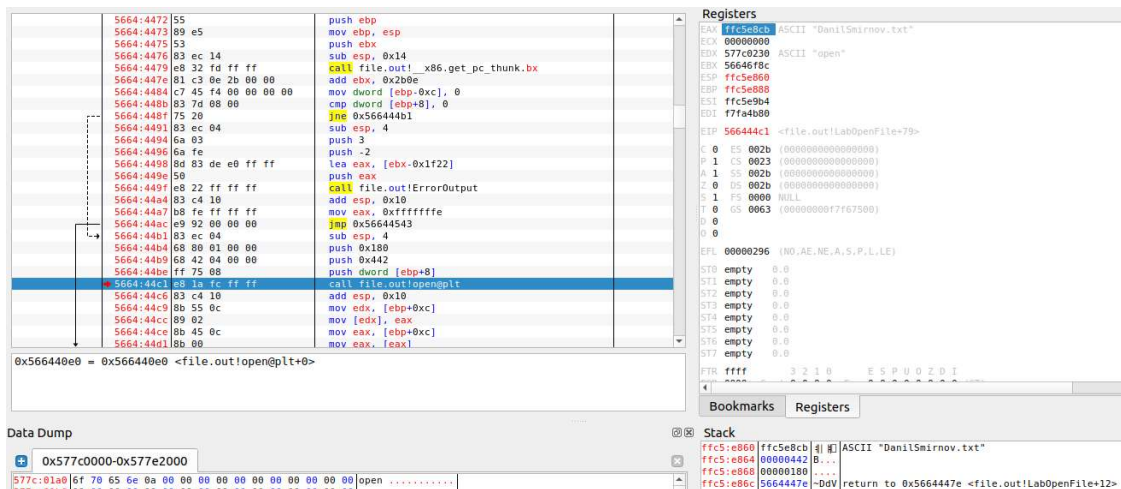 5664:4472 55 push ebp
5664:4473 89 e5 mov ebp, esp
5664:4475 53 push ebx
5664:4476 83 ec 14 sub esp, 0x14
5664:4479 e8 32 fd ff ff call file.out!__x86.get_pc_thunk.bx
5664:447e 81 c3 0e 2b 00 00 add ebx, 0x2b0e
5664:4484 c7 45 f4 00 00 00 00 mov dword [ebp-0xc], 0
5664:448b 83 7d 08 00 cmp dword [ebp+8], 0
5664:448f 75 20 jne 0x566444b1
5664:4491 83 ec 04 sub esp, 4
5664:4494 6a 03 push 3
5664:4496 6a fe push -2
5664:4498 8d 83 de e0 ff ff lea eax, [ebx-0x1f22]
5664:449e 50 push eax
5664:449f e8 22 ff ff ff call file.out!ErrorOutput
5664:44a4 83 c4 10 add esp, 0x10
5664:44a7 b8 fe ff ff ff mov eax, 0xfffffffe
5664:44ac e9 92 00 00 00 jmp 0x56644543
5664:44b1 83 ec 04 sub esp, 4
5664:44b4 68 80 01 00 00 push 0x180
5664:44b9 68 42 04 00 00 push 0x442
5664:44be ff 75 08 push dword [ebp+8]
5664:44c1 e8 1a fc ff ff call file.out!open@plt
5664:44c6 83 c4 10 add esp, 0x10
5664:44c9 8b 55 0c mov edx, [ebp+0xc]
5664:44cc 89 02 mov [edx], eax
5664:44ce 8b 45 0c mov eax, [ebp+0xc]
5664:44d1 8b 00 mov eax, [eax]
0x566440e0 = 0x566440e0 <file.out!open@plt+0>
Registers
EAX ffc5e8cb ASCII "DanilSmirnov.txt"
ECX 00000000
EDX 577c0230 ASCII "open"
EBX 56646f8c
ESP ffc5e860
EBP ffc5e888
ESI ffc5e9b4
EDI f7fa4b80
EIP 566444c1 <file.out!LabOpenFile+79>
C 0 ES 002b (0000000000000000)
P 1 CS 0023 (0000000000000000)
A 1 SS 002b (0000000000000000)
Z 0 DS 002b (0000000000000000)
S 1 FS 0000 NULL
T 0 GS 0063 (00000000f7f67500)
D 0
O 0
EFL 00000296 (NO,AE,NE,A,S,P,L,LE)
ST0 empty 0.0
ST1 empty 0.0
ST2 empty 0.0
ST3 empty 0.0
ST4 empty 0.0
ST5 empty 0.0
ST6 empty 0.0
ST7 empty 0.0
FTR ffff 3 2 1 0 E S P U O Z D I
Bookmarks Registers
Data Dump
0x577c0000-0x577e2000
577c:01a0 6f 70 65 6e 0a 00 00 00 00 00 00 00 00 00 00 00 open ...........
Stack
ffc5:e860 ffc5e8cb ASCII "DanilSmirnov.txt"
ffc5:e864 00000442 B...
ffc5:e868 00000180 ....
ffc5:e86c 5664447e ~DdV return to 0x5664447e <file.out!LabOpenFile+12>